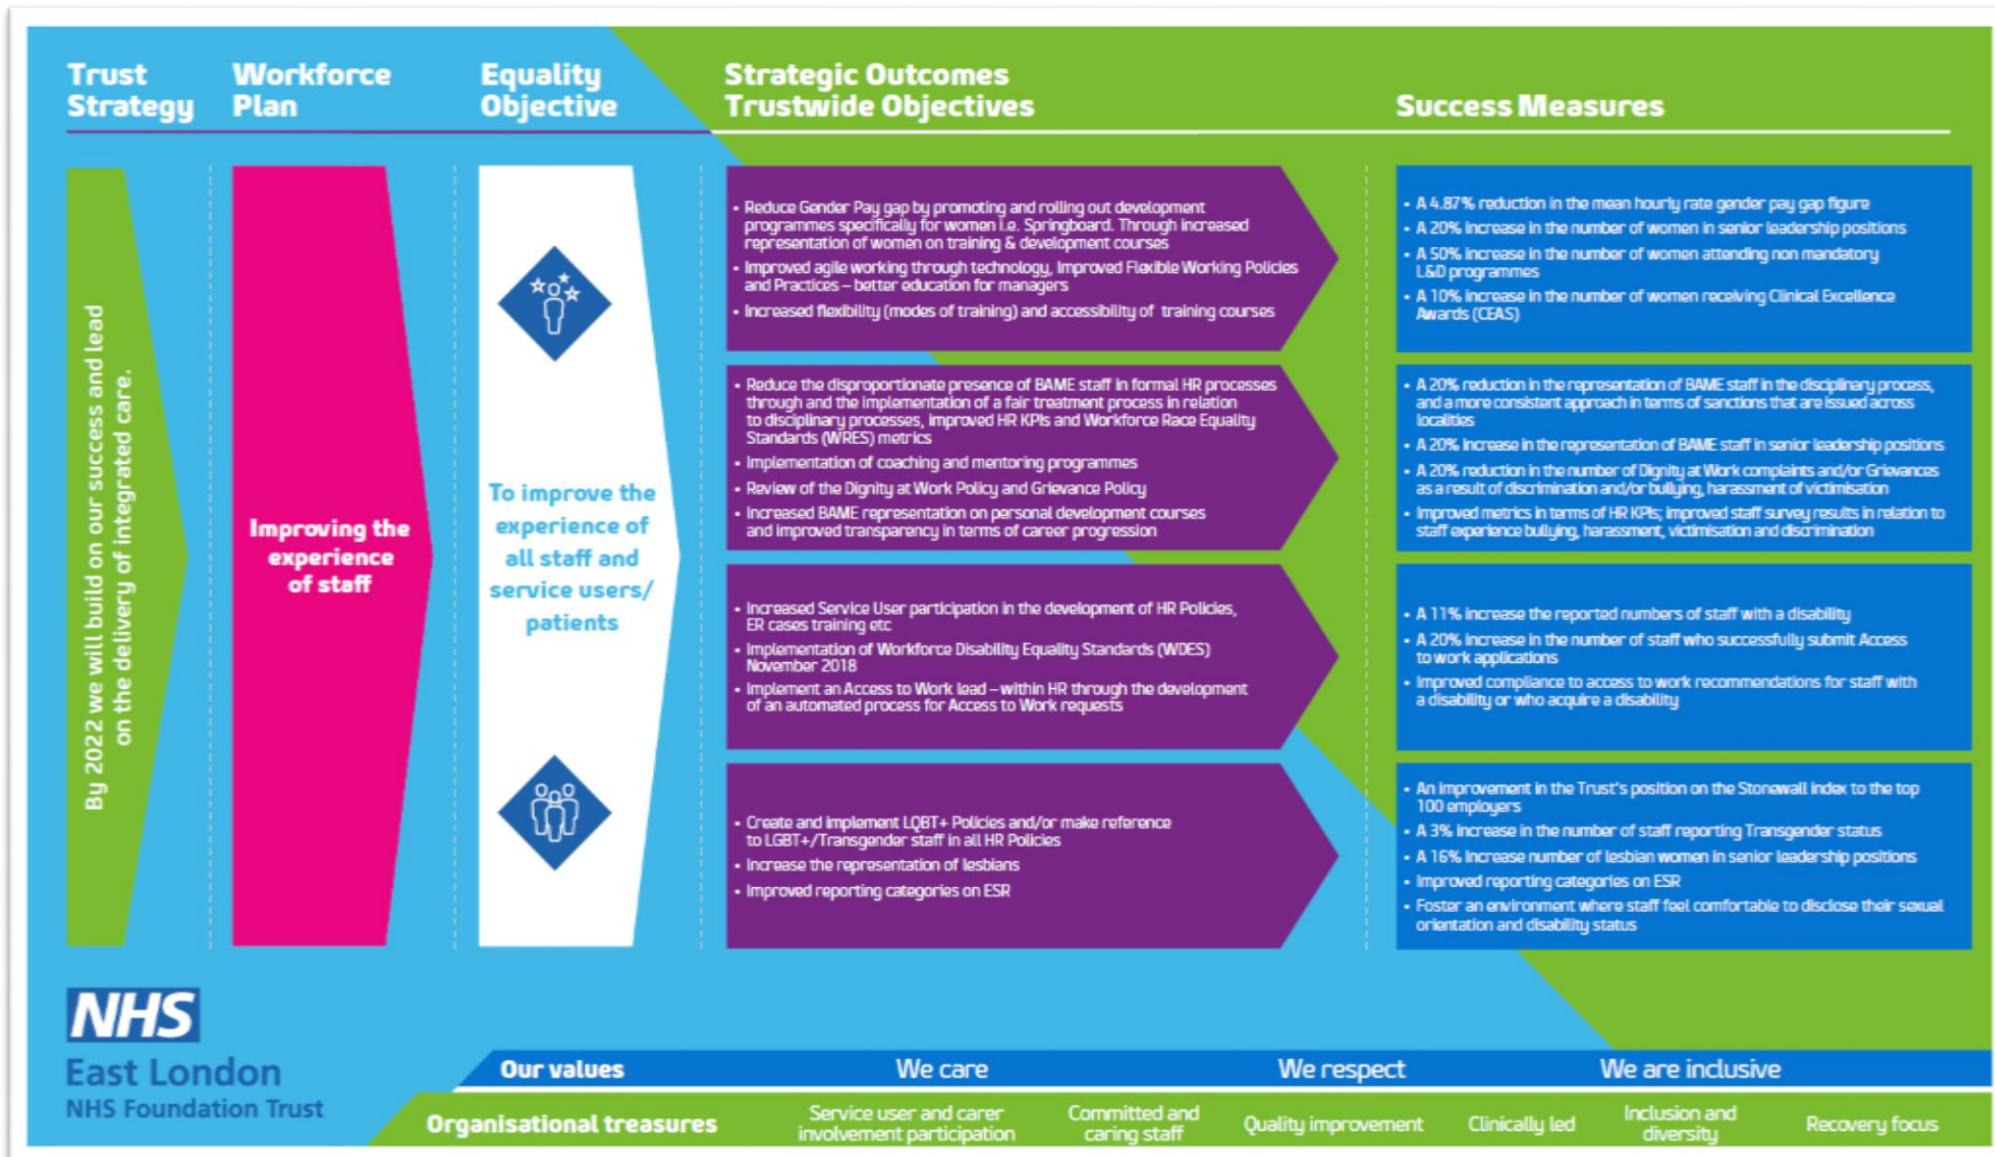 Trust
Strategy
Workforce
Plan
Equality
Objective
Strategic Outcomes
Trustwide Objectives
Success Measures
By 2022 we will build on our success and lead
on the delivery of integrated care.
Improving the
experience
of staff
To improve the
experience of
all staff and
service users/
patients
• Reduce Gender Pay gap by promoting and rolling out development
programmes specifically for women i.e. Springboard. Through increased
representation of women on training & development courses
• Improved agile working through technology, Improved Flexible Working Policies
and Practices – better education for managers
• Increased flexibility (modes of training) and accessibility of training courses
• A 4.87% reduction in the mean hourly rate gender pay gap figure
• A 20% increase in the number of women in senior leadership positions
• A 50% increase in the number of women attending non mandatory
L&D programmes
• A 10% increase in the number of women receiving Clinical Excellence
Awards (CEAS)
• Reduce the disproportionate presence of BAME staff in formal HR processes
through and the implementation of a fair treatment process in relation
to disciplinary processes, improved HR KPIs and Workforce Race Equality
Standards (WRES) metrics
• Implementation of coaching and mentoring programmes
• Review of the Dignity at Work Policy and Grievance Policy
• Increased BAME representation on personal development courses
and improved transparency in terms of career progression
• A 20% reduction in the representation of BAME staff in the disciplinary process,
and a more consistent approach in terms of sanctions that are issued across
localities
• A 20% increase in the representation of BAME staff in senior leadership positions
• A 20% reduction in the number of Dignity at Work complaints and/or Grievances
as a result of discrimination and/or bullying, harassment of victimisation
• Improved metrics in terms of HR KPIs; improved staff survey results in relation to
staff experience bullying, harassment, victimisation and discrimination
• Increased Service User participation in the development of HR Policies,
ER cases training etc
• Implementation of Workforce Disability Equality Standards (WDES)
November 2018
• Implement an Access to Work lead – within HR through the development
of an automated process for Access to Work requests
• A 11% increase the reported numbers of staff with a disability
• A 20% increase in the number of staff who successfully submit Access
to work applications
• Improved compliance to access to work recommendations for staff with
a disability or who acquire a disability
• Create and implement LQBT+ Policies and/or make reference
to LGBT+/Transgender staff in all HR Policies
• Increase the representation of lesbians
• Improved reporting categories on ESR
• An improvement in the Trust's position on the Stonewall index to the top
100 employers
• A 3% increase in the number of staff reporting Transgender status
• A 16% Increase number of lesbian women in senior leadership positions
• Improved reporting categories on ESR
• Foster an environment where staff feel comfortable to disclose their sexual
orientation and disability status
NHS
East London
NHS Foundation Trust
Our values
We care
We respect
We are inclusive
Organisational treasures
Service user and carer
involvement participation
Committed and
caring staff
Quality improvement
Clinically led
Inclusion and
diversity
Recovery focus